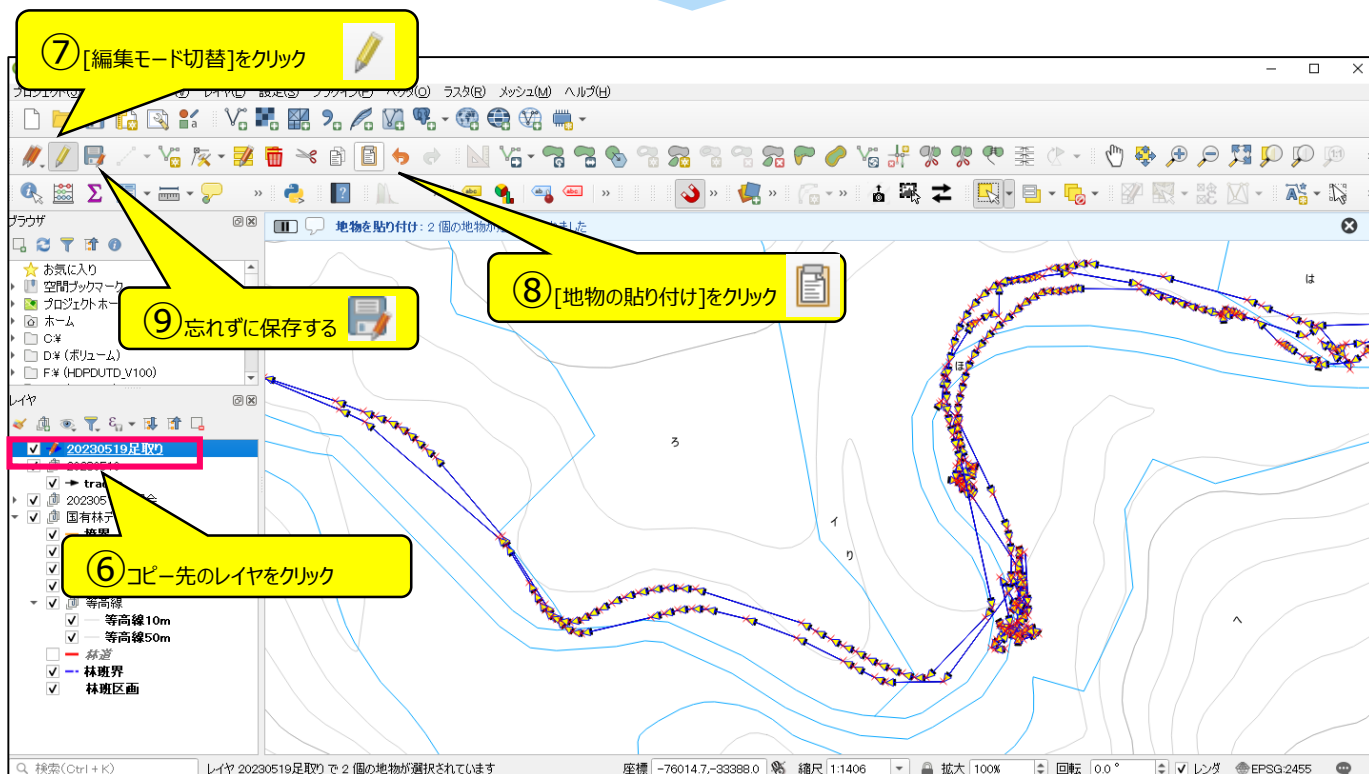 ⑦[編集モード切替]をクリック
設定(S)
ラスタ(R) メッシュ(M) ヘルプ(H)
ブラウザ
地物を貼り付け: 2 個の地物が
ました
お気に入り
空間ブックマーク
プロジェクトホー
ホーム
C:¥
D:¥ (ボリューム)
F:¥ (HDPDUTD_V100)
⑧[地物の貼り付け]をクリック
⑨忘れずに保存する
レイヤ
20230519足取り
国有林デ
⑥コピー先のレイヤをクリック
等高線
等高線10m
等高線50m
林道
林班界
林班区画
は
ほ
ろ
イ
り
へ
検索(Ctrl + K)
レイヤ 20230519足取り で 2 個の地物が選択されています
座標 -76014.7,-33388.0
縮尺 1:1406
拡大 100%
回転 0.0 °
レンダ
EPSG:2455